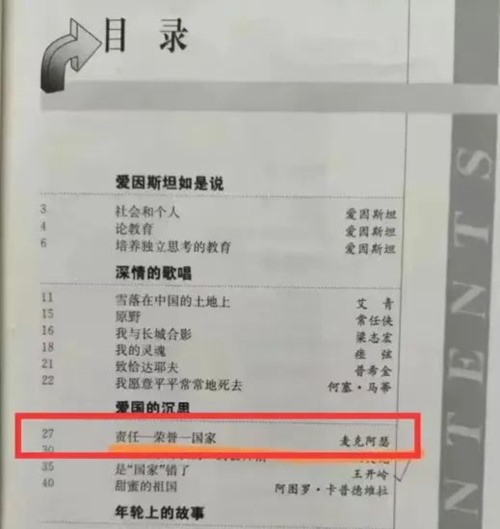 目 录
CONTENTS
爱因斯坦如是说
3 社会和个人 爱因斯坦
4 论教育 爱因斯坦
6 培养独立思考的教育 爱因斯坦
深情的歌唱
11 雪落在中国的土地上 艾 青
15 原野 常任侠
16 我与长城合影 梁志宏
18 我的灵魂 痖 弦
21 致恰达耶夫 普希金
22 我愿意平平常常地死去 何塞·马蒂
爱国的沉思
27 责任—荣誉—国家 麦克阿瑟
30
35 是“国家”错了 王开岭
40 甜蜜的祖国 阿图罗·卡普德维拉
年轮上的故事